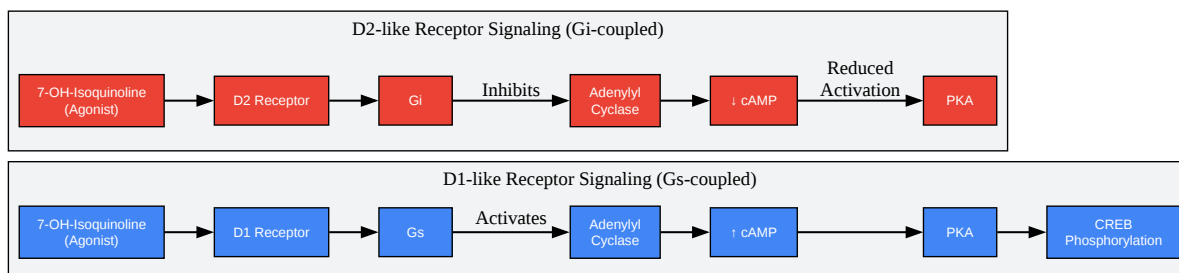 D2-like Receptor Signaling (Gi-coupled)
7-OH-Isoquinoline
(Agonist)
D2 Receptor
Gi
Inhibits
Adenylyl
Cyclase
↓ cAMP
Reduced
Activation
PKA
D1-like Receptor Signaling (Gs-coupled)
7-OH-Isoquinoline
(Agonist)
D1 Receptor
Gs
Activates
Adenylyl
Cyclase
↑ cAMP
PKA
CREB
Phosphorylation